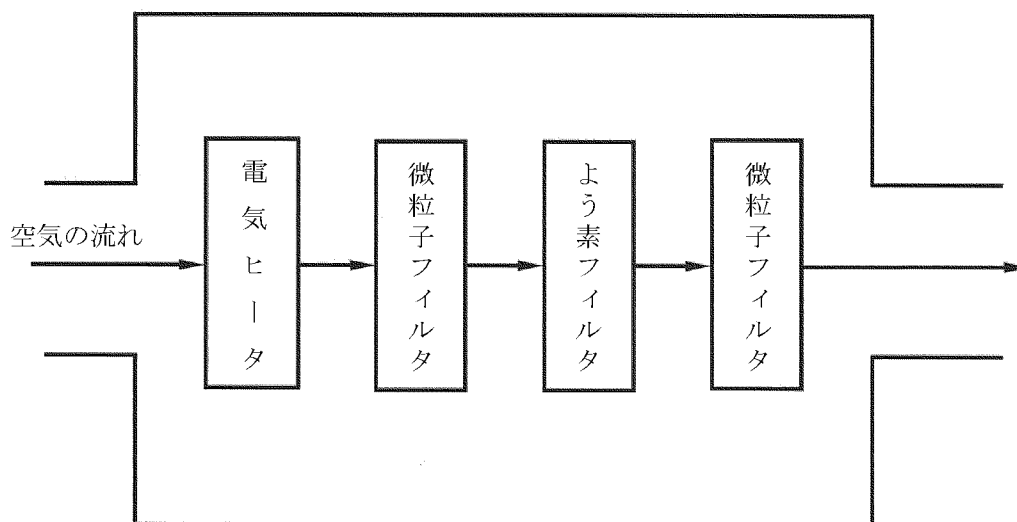 空気の流れ
電気ヒータ
微粒子フィルタ
よう素フィルタ
微粒子フィルタ